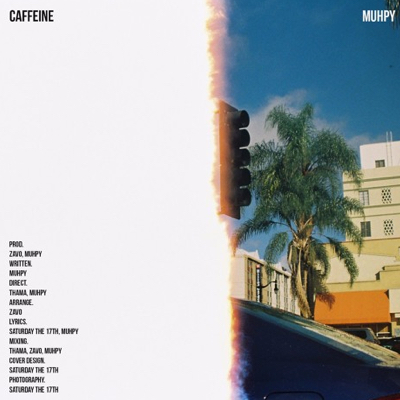 CAFFEINE
MUHPY
PROD.
ZAVO, MUHPY
WRITTEN.
MUHPY
DIRECT.
THAMA, MUHPY
ARRANGE.
ZAVO
LYRICS.
SATURDAY THE 17TH, MUHPY
MIXING.
THAMA, ZAVO, MUHPY
COVER DESIGN.
SATURDAY THE 17TH
PHOTOGRAPHY.
SATURDAY THE 17TH